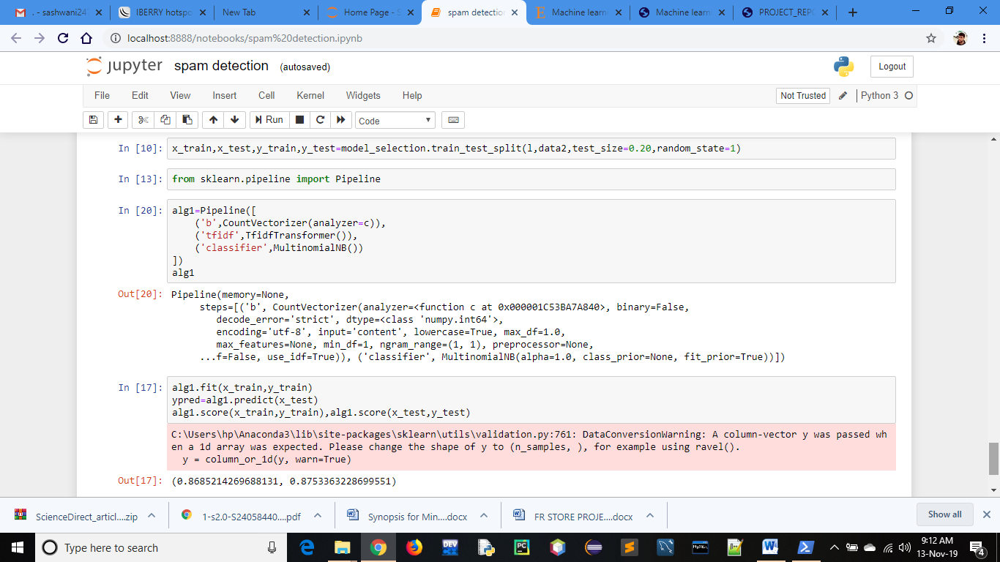 . - sashwani24
IBERRY hotspo
New Tab
Home Page - S
spam detection
Machine learni
Machine learni
PROJECT_REPO
localhost:8888/notebooks/spam%20detection.ipynb
jupyter spam detection (autosaved)
Logout
File Edit View Insert Cell Kernel Widgets Help
Not Trusted
Python 3
Run
Code
In [10]: x_train,x_test,y_train,y_test=model_selection.train_test_split(l,data2,test_size=0.20,random_state=1)
In [13]: from sklearn.pipeline import Pipeline
In [20]: alg1=Pipeline([
('b',CountVectorizer(analyzer=c)),
('tfidf',TfidfTransformer()),
('classifier',MultinomialNB())
])
alg1
Out[20]: Pipeline(memory=None,
steps=[('b', CountVectorizer(analyzer=<function c at 0x000001C53BA7A840>, binary=False,
decode_error='strict', dtype=<class 'numpy.int64'>,
encoding='utf-8', input='content', lowercase=True, max_df=1.0,
max_features=None, min_df=1, ngram_range=(1, 1), preprocessor=None,
...f=False, use_idf=True)), ('classifier', MultinomialNB(alpha=1.0, class_prior=None, fit_prior=True))])
In [17]: alg1.fit(x_train,y_train)
ypred=alg1.predict(x_test)
alg1.score(x_train,y_train),alg1.score(x_test,y_test)
C:\Users\hp\Anaconda3\lib\site-packages\sklearn\utils\validation.py:761: DataConversionWarning: A column-vector y was passed wh
en a 1d array was expected. Please change the shape of y to (n_samples, ), for example using ravel().
y = column_or_1d(y, warn=True)
Out[17]: (0.8685214269688131, 0.8753363228699551)
ScienceDirect_articl....zip
1-s2.0-S24058440....pdf
Synopsis for Min....docx
FR STORE PROJE....docx
Show all
Type here to search
DEV
PC
MySQL
9:12 AM
13-Nov-19
4